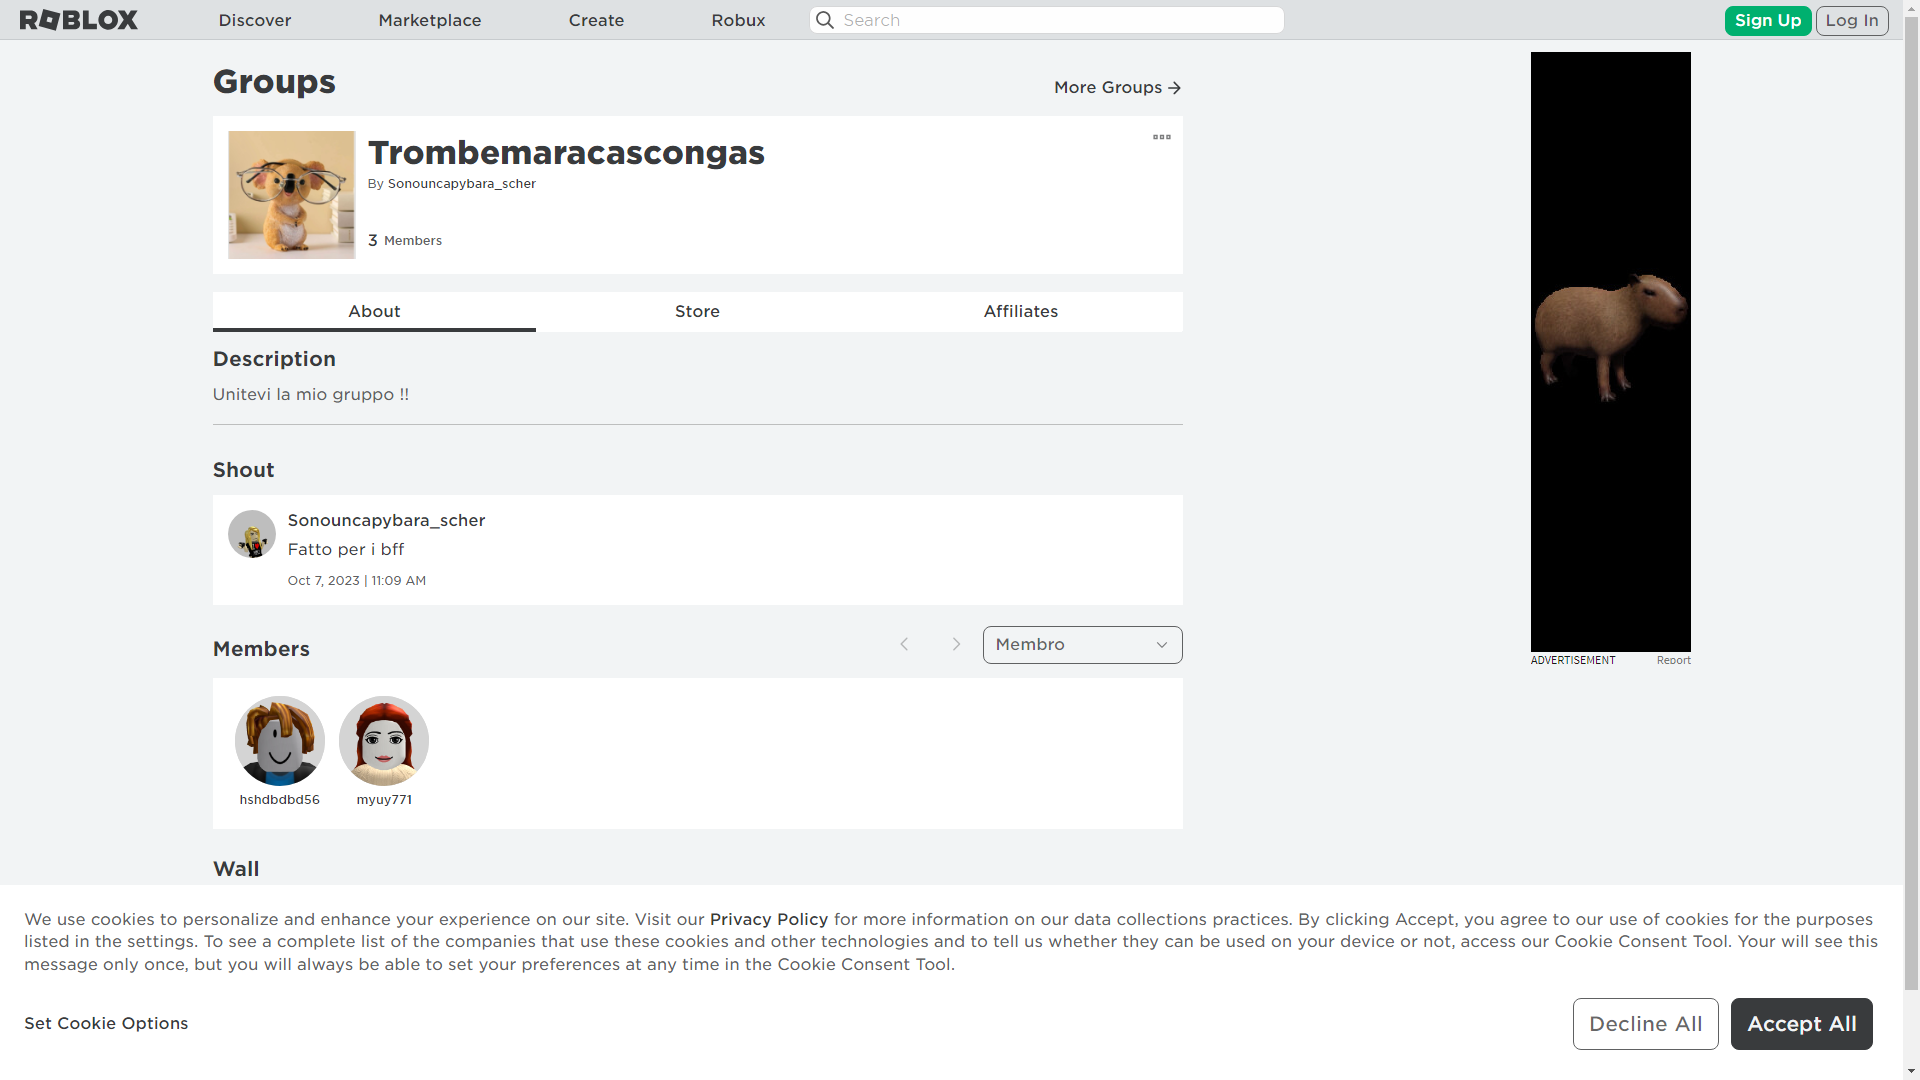 ROBLOX
Discover
Marketplace
Create
Robux
Search
Sign Up
Log In
Groups
More Groups
Trombemaracascongas
By Sonouncapybara_scher
3 Members
About
Store
Affiliates
Description
Unitevi la mio gruppo !!
Shout
Sonouncapybara_scher
Fatto per i bff
Oct 7, 2023 | 11:09 AM
Members
Membro
hshdbdbd56
myuy771
Wall
ADVERTISEMENT
Report
We use cookies to personalize and enhance your experience on our site. Visit our Privacy Policy for more information on our data collections practices. By clicking Accept, you agree to our use of cookies for the purposes
listed in the settings. To see a complete list of the companies that use these cookies and other technologies and to tell us whether they can be used on your device or not, access our Cookie Consent Tool. Your will see this
message only once, but you will always be able to set your preferences at any time in the Cookie Consent Tool.
Set Cookie Options
Decline All
Accept All